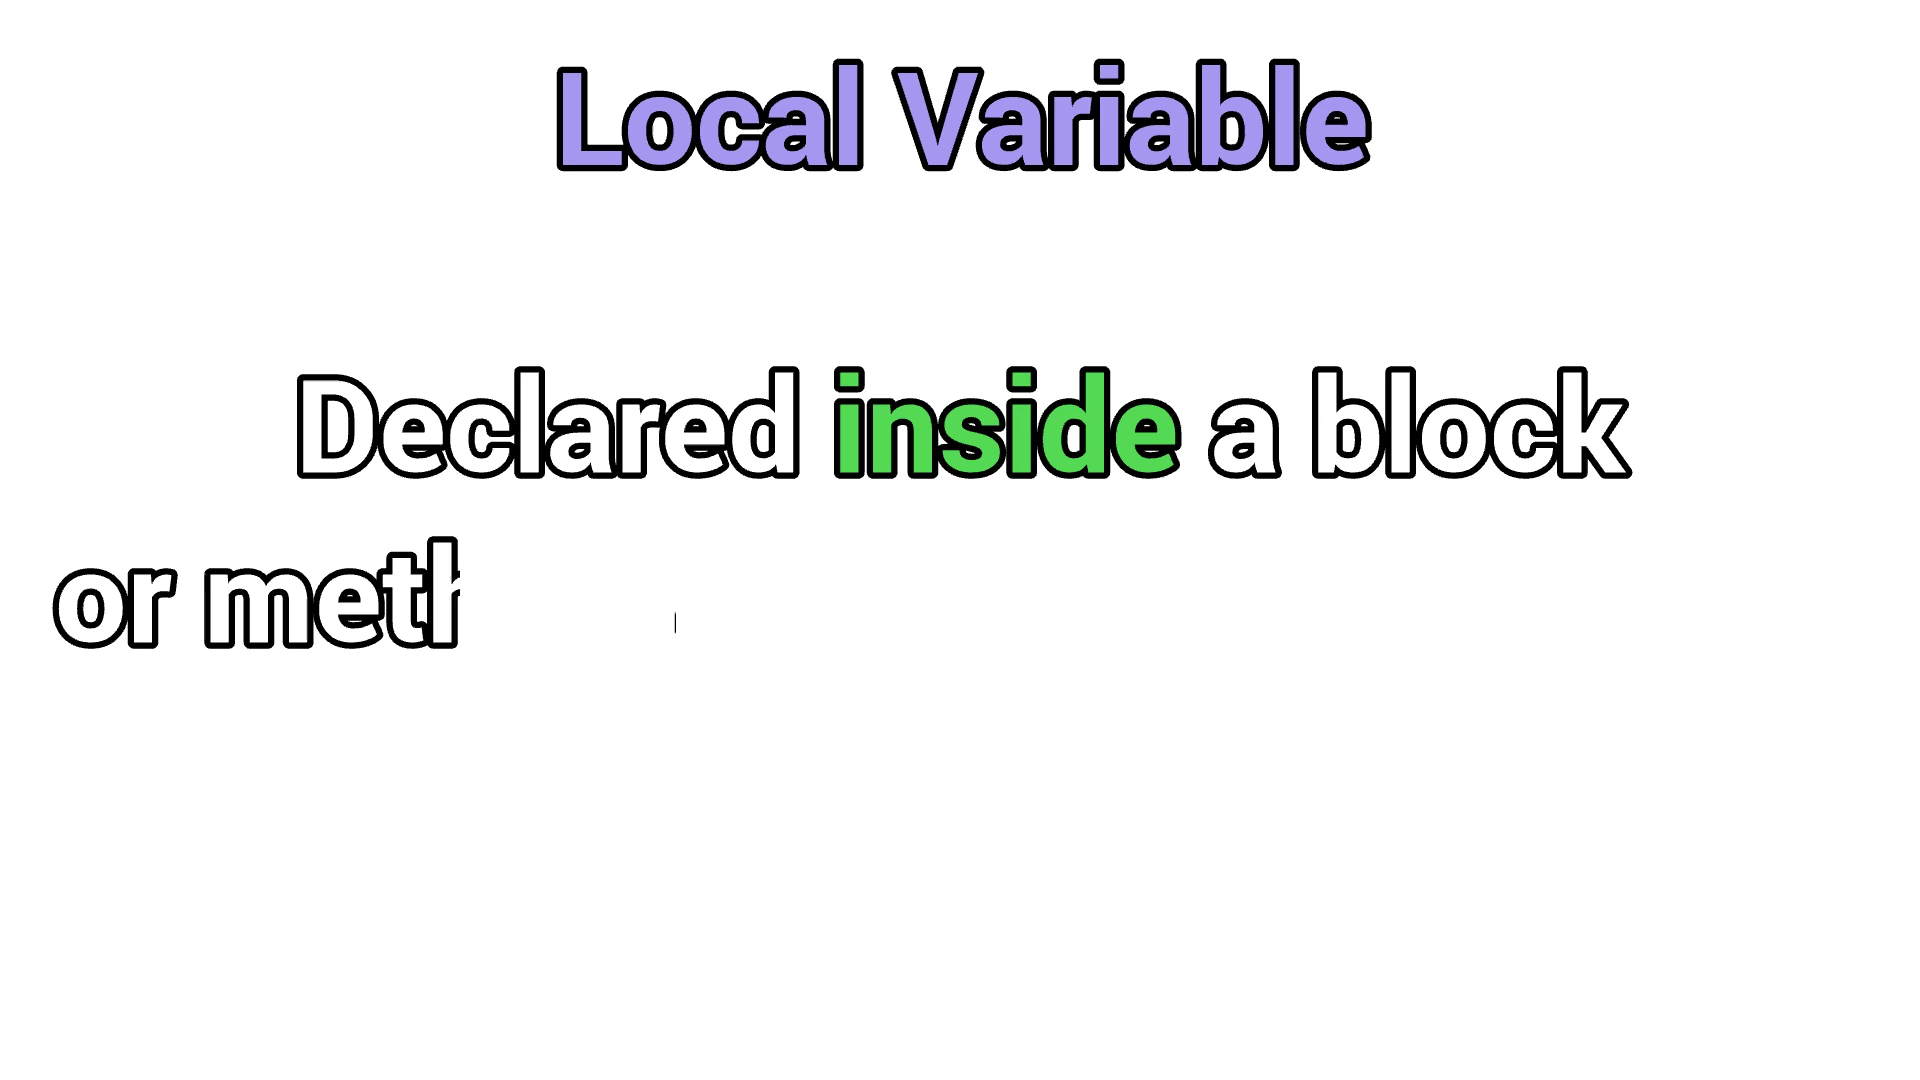 Local Variable
Declared inside a block
or meth